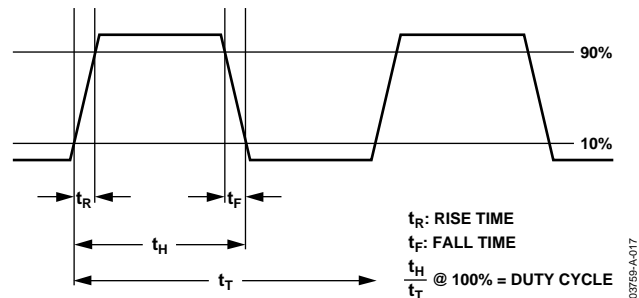 90%
10%
tR
tF
tH
tT
tR: RISE TIME
tF: FALL TIME
tH
tT
@ 100% = DUTY CYCLE
03759-A-017